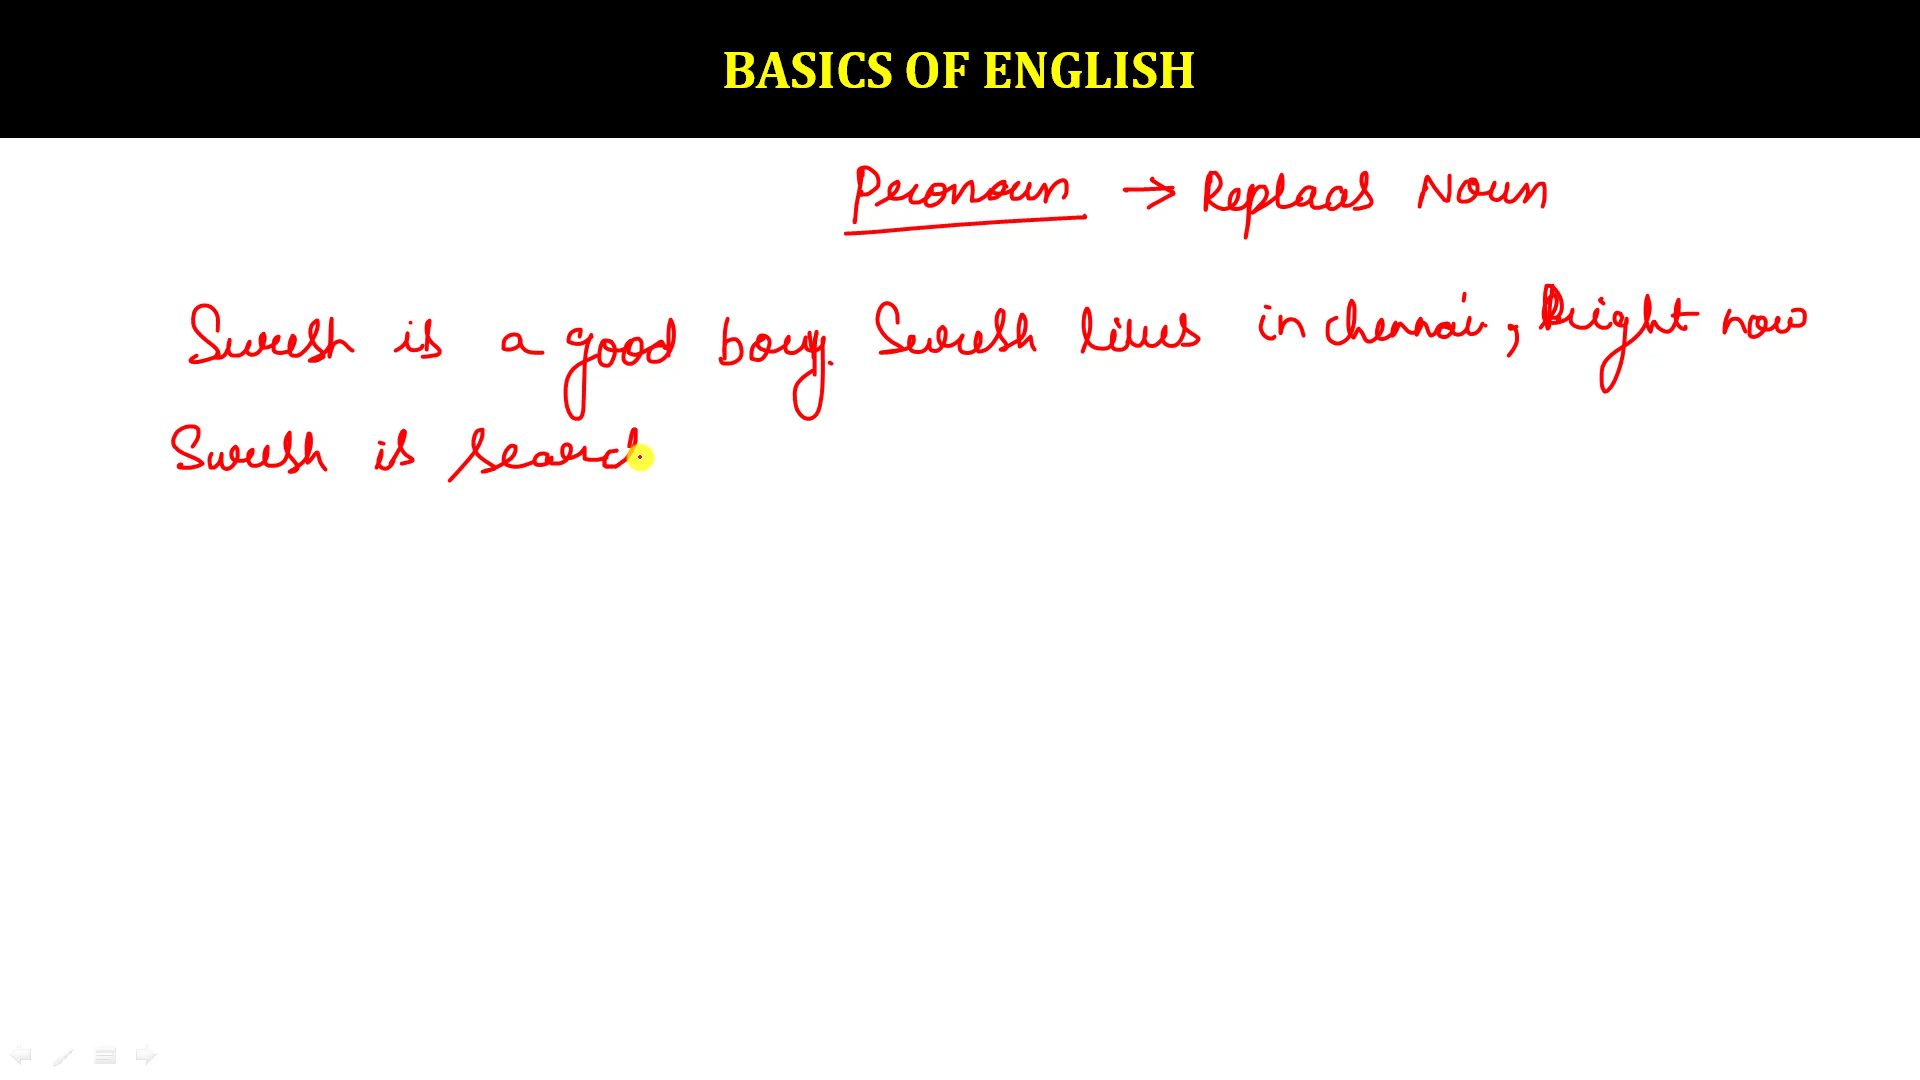 BASICS OF ENGLISH
Pronoun → Replaces Noun
Suresh is a good boy. Suresh lives in chennai, Right now
Suresh is search